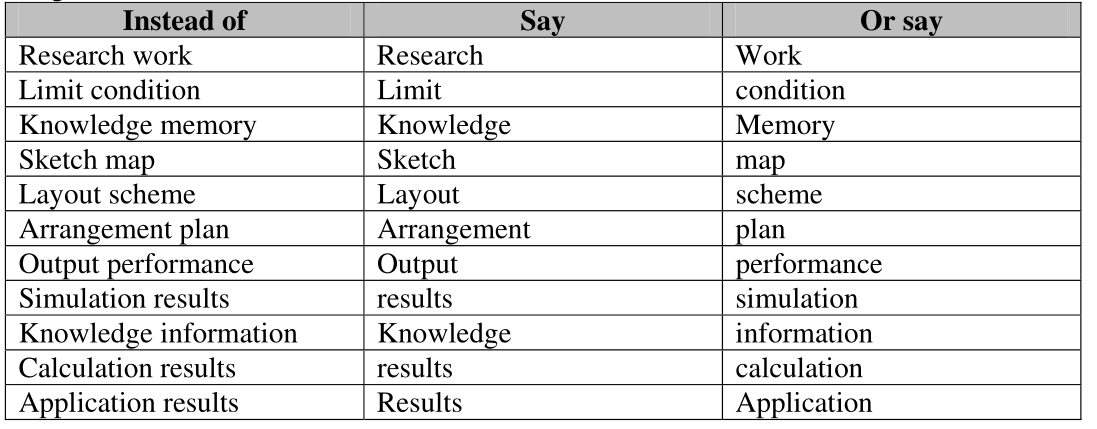 Instead of Say Or say
Research work Research Work
Limit condition Limit condition
Knowledge memory Knowledge Memory
Sketch map Sketch map
Layout scheme Layout scheme
Arrangement plan Arrangement plan
Output performance Output performance
Simulation results results simulation
Knowledge information Knowledge information
Calculation results results calculation
Application results Results Application